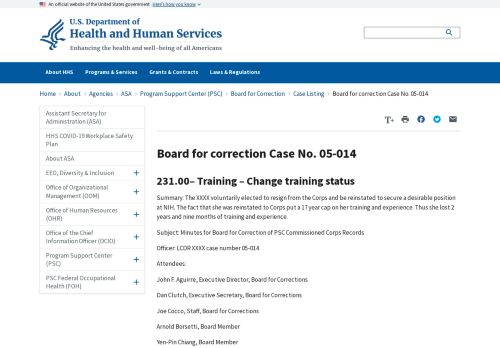 An official website of the United States government Here's how you know
U.S. Department of
Health and Human Services
Enhancing the health and well-being of all Americans
About HHS Programs & Services Grants & Contracts Laws & Regulations
Home › About › Agencies › ASA › Program Support Center (PSC) › Board for Correction › Case Listing › Board for correction Case No. 05-014
Assistant Secretary for
Administration (ASA)
HHS COVID-19 Workplace Safety
Plan
About ASA
EEO, Diversity & Inclusion +
Office of Organizational
Management (OOM) +
Office of Human Resources
(OHR) +
Office of the Chief
Information Officer (OCIO) +
Program Support Center
(PSC) +
PSC Federal Occupational
Health (FOH) +
T+
Board for correction Case No. 05-014
231.00– Training – Change training status
Summary: The XXXX voluntarily elected to resign from the Corps and be reinstated to secure a desirable position
at NIH. The fact that she was reinstated to Corps put a 17 year cap on her training and experience. Thus she lost 2
years and nine months of training and experience.
Subject: Minutes for Board for Correction of PSC Commissioned Corps Records
Officer: LCDR XXXX case number 05-014
Attendees:
John F. Aguirre, Executive Director, Board for Corrections
Dan Clutch, Executive Secretary, Board for Corrections
Joe Cocco, Staff, Board for Corrections
Arnold Borsetti, Board Member
Yen-Pin Chiang, Board Member